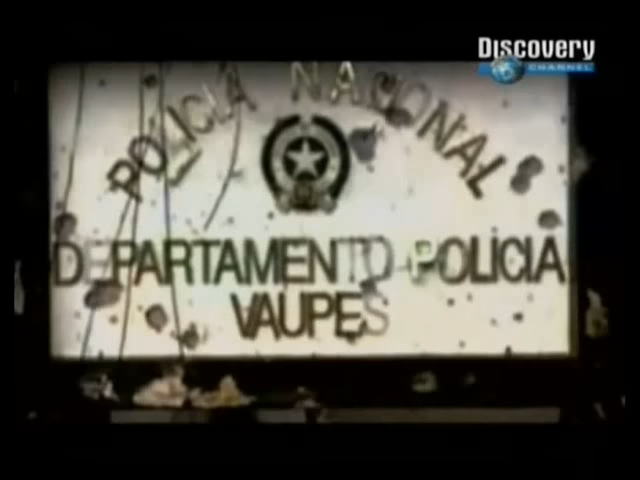 Discovery
CHANNEL
POLICIA NACIONAL
DEPARTAMENTO POLICIA
VAUPES